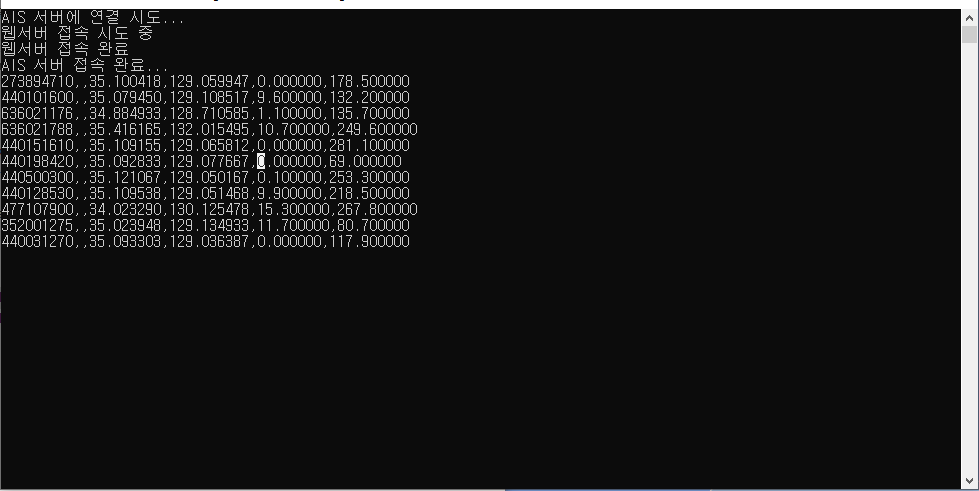 AIS 서버에 연결 시도...
웹서버 접속 시도 중
웹서버 접속 완료
AIS 서버 접속 완료...
273894710,,35.100418,129.059947,0.000000,178.500000
440101600,,35.079450,129.108517,9.600000,132.200000
636021176,,34.884933,128.710585,1.100000,135.700000
636021788,,35.416165,132.015495,10.700000,249.600000
440151610,,35.109155,129.065812,0.000000,281.100000
440198420,,35.092833,129.077667,0.000000,69.000000
440500300,,35.121067,129.050167,0.100000,253.300000
440128530,,35.109538,129.051468,9.900000,218.500000
477107900,,34.023290,130.125478,15.300000,267.800000
352001275,,35.023948,129.134933,11.700000,80.700000
440031270,,35.093303,129.036387,0.000000,117.900000